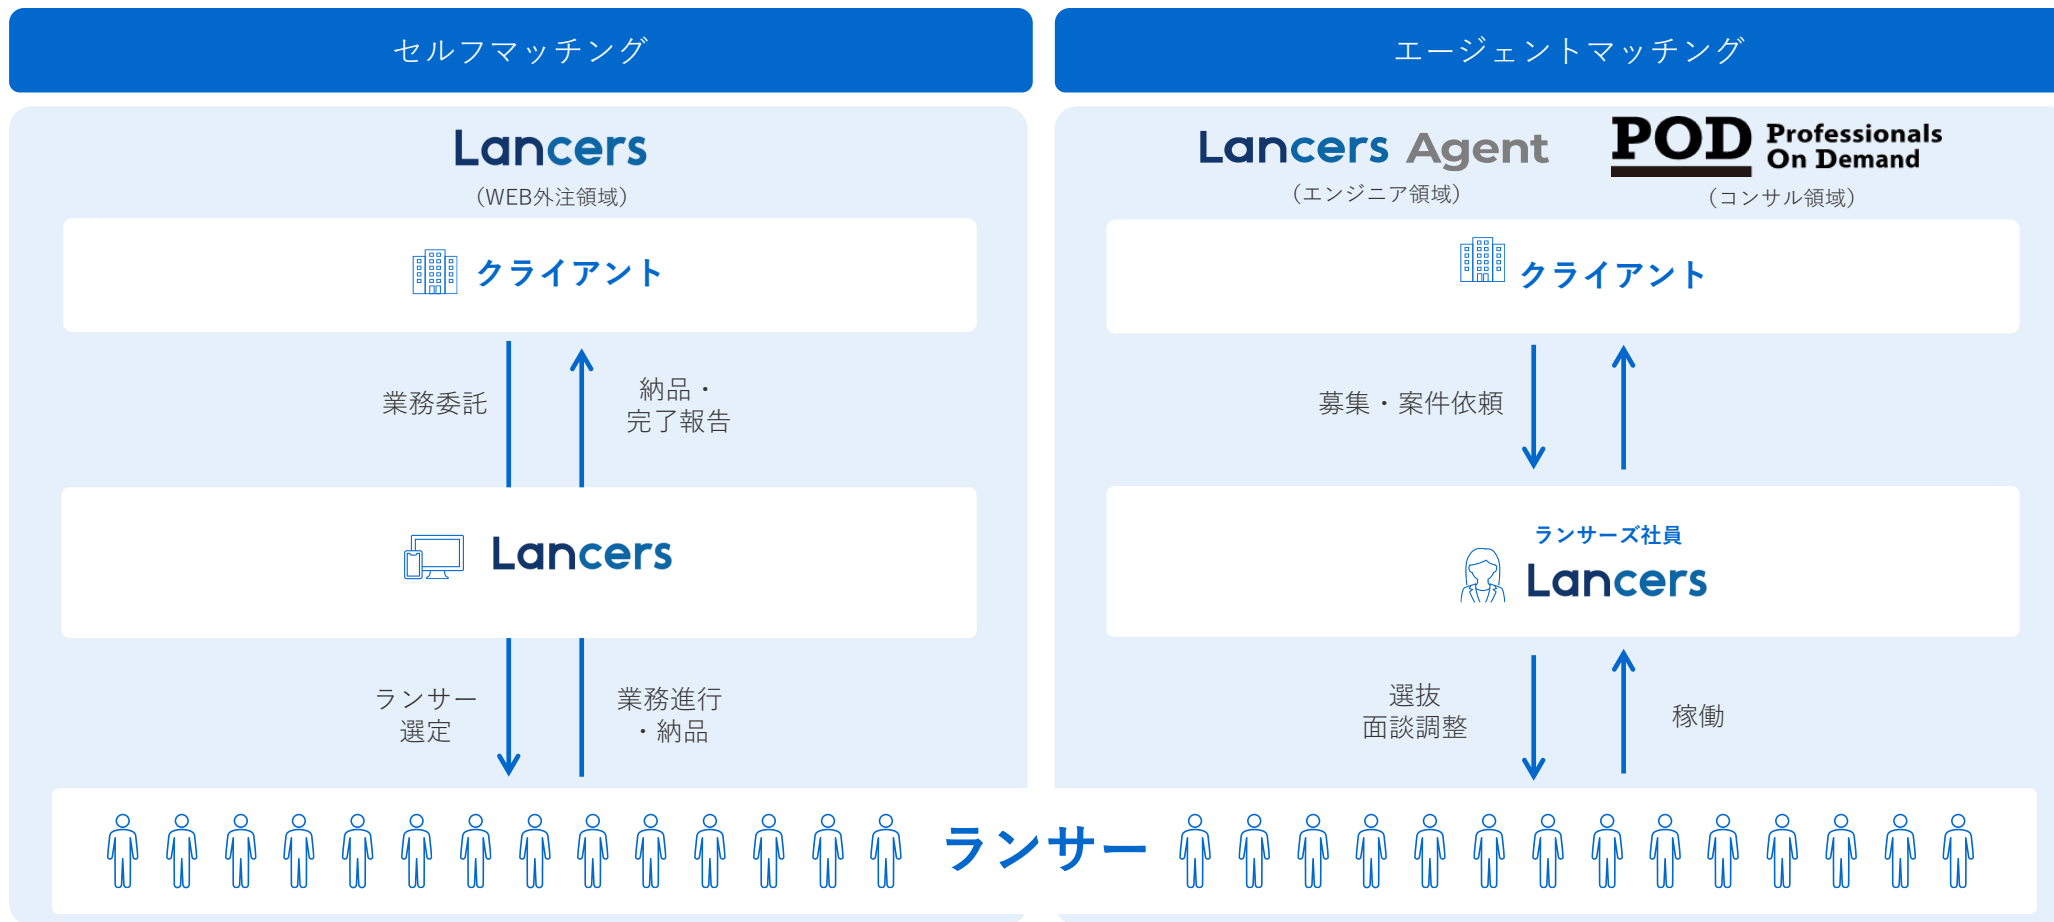 セルフマッチング
Lancers
（WEB外注領域）
クライアント
業務委託
納品・
完了報告
Lancers
ランサー
選定
業務進行
・納品
エージェントマッチング
Lancers Agent
（エンジニア領域）
POD Professionals
On Demand
（コンサル領域）
クライアント
募集・案件依頼
ランサーズ社員
Lancers
選抜
面談調整
稼働
ランサー